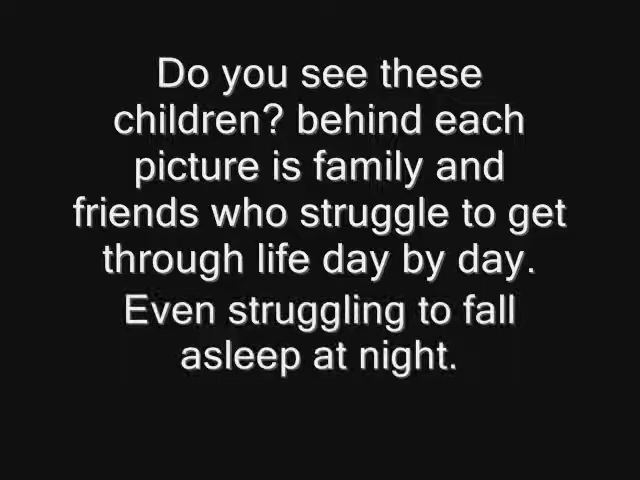 Do you see these
children? behind each
picture is family and
friends who struggle to get
through life day by day.
Even struggling to fall
asleep at night.